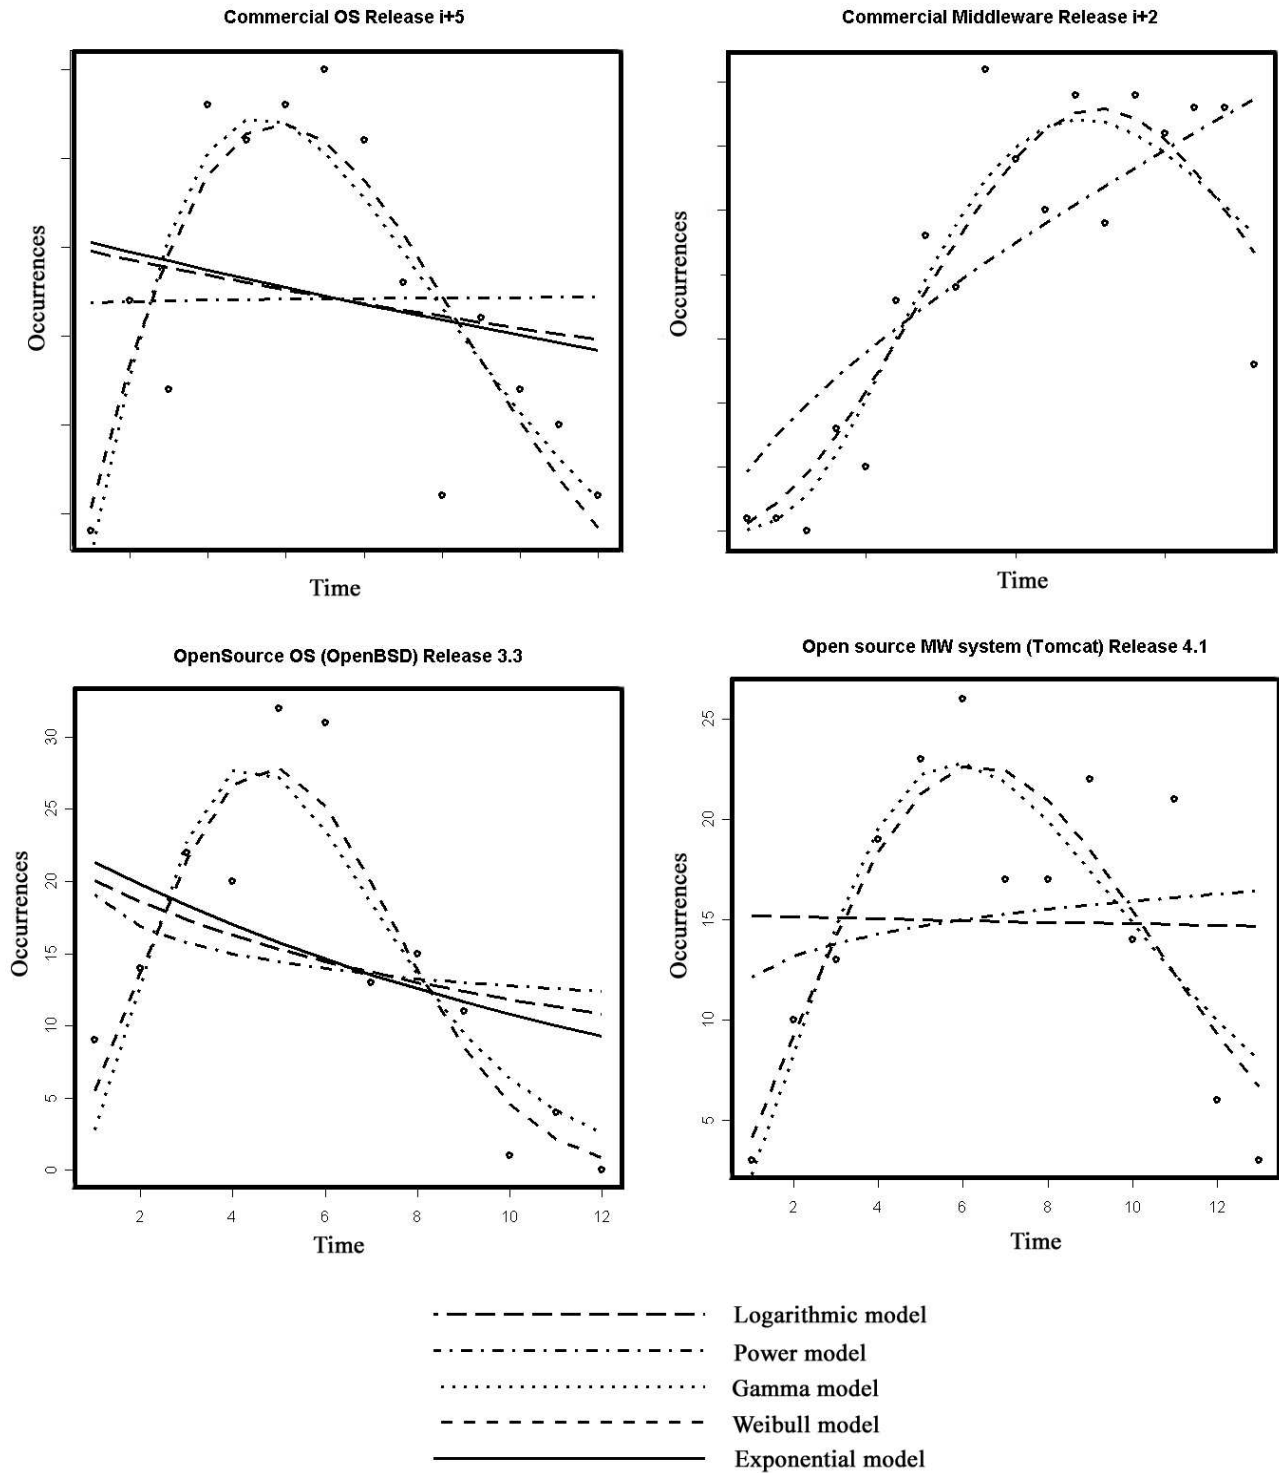 Commercial OS Release i+5
Commercial Middleware Release i+2
Occurrences
Occurrences
Time
Time
OpenSource OS (OpenBSD) Release 3.3
Open source MW system (Tomcat) Release 4.1
Occurrences
30
25
20
15
10
5
0
2 4 6 8 10 12
Time
Occurrences
25
20
15
10
5
2 4 6 8 10 12
Time
Logarithmic model
Power model
Gamma model
Weibull model
Exponential model